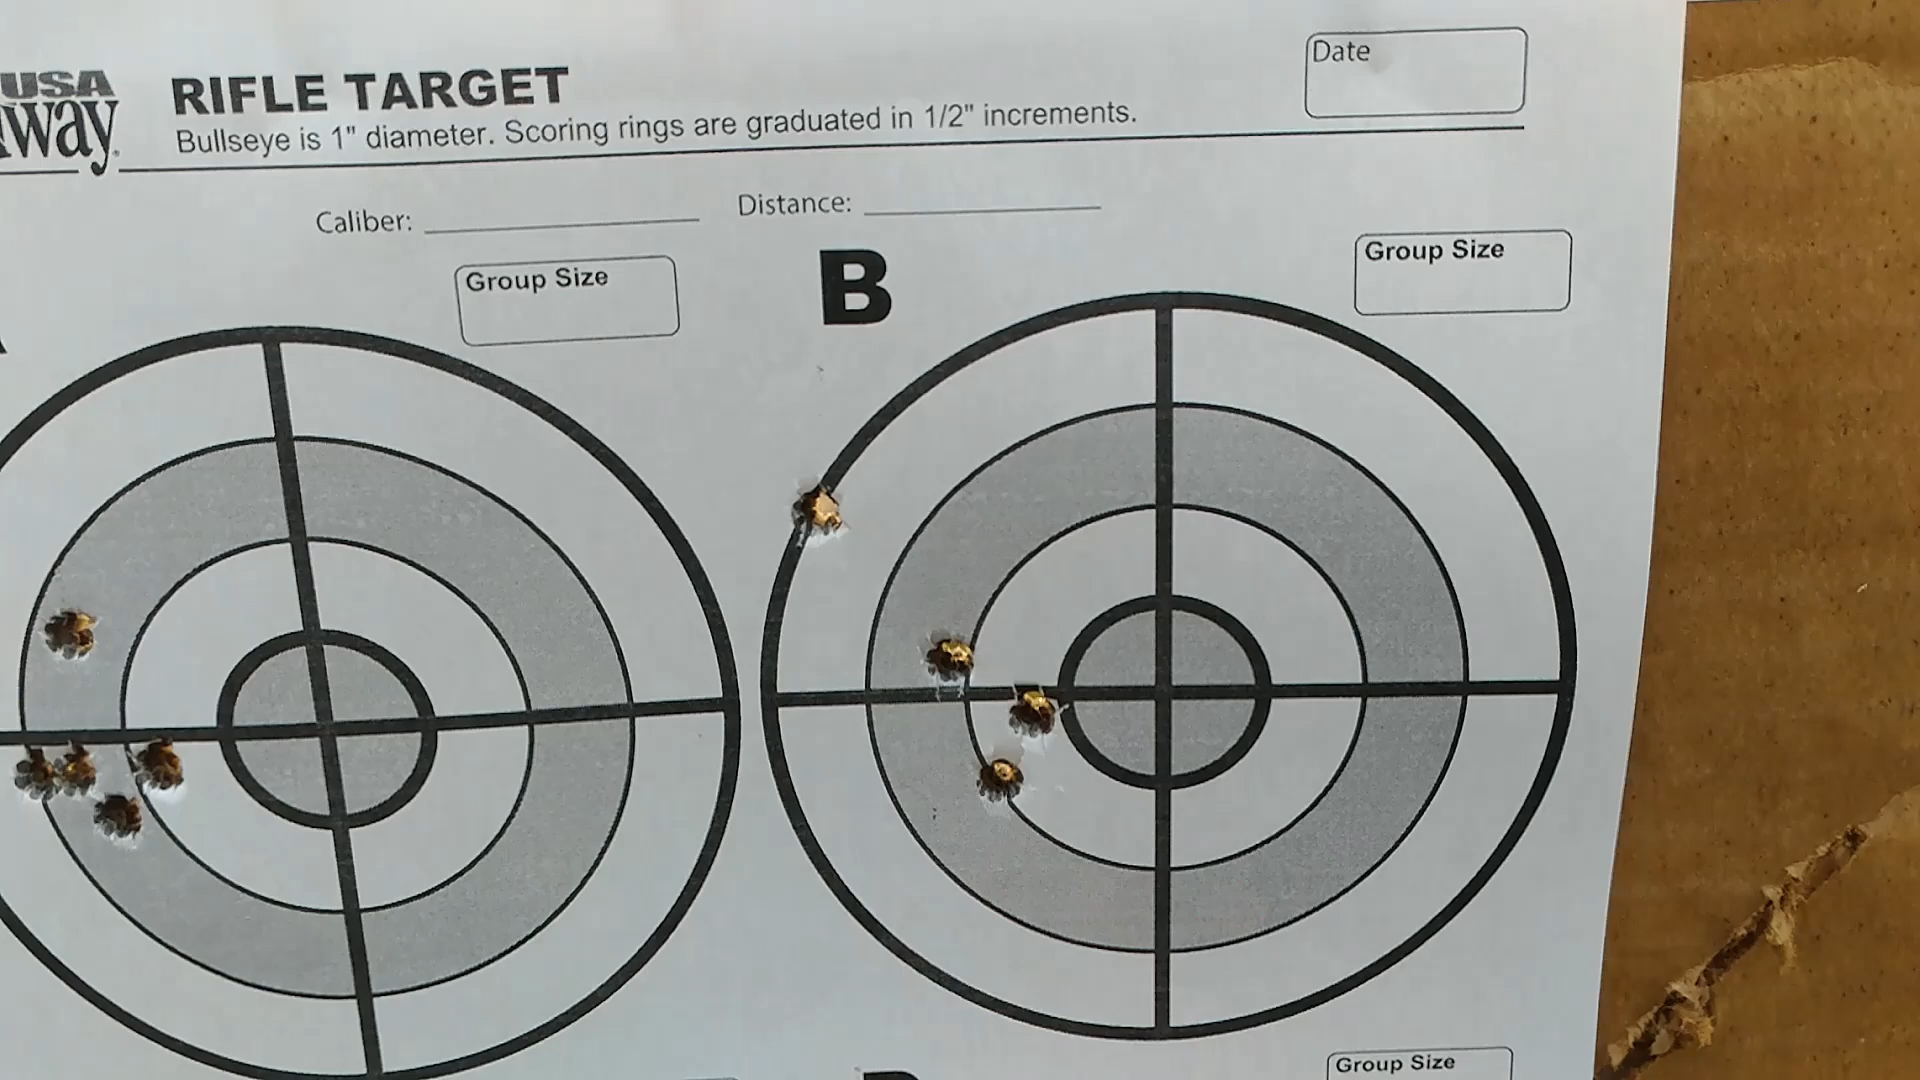 USA
way
RIFLE TARGET
Bullseye is 1" diameter. Scoring rings are graduated in 1/2" increments.
Date
Caliber:
Distance:
Group Size
B
Group Size
Group Size